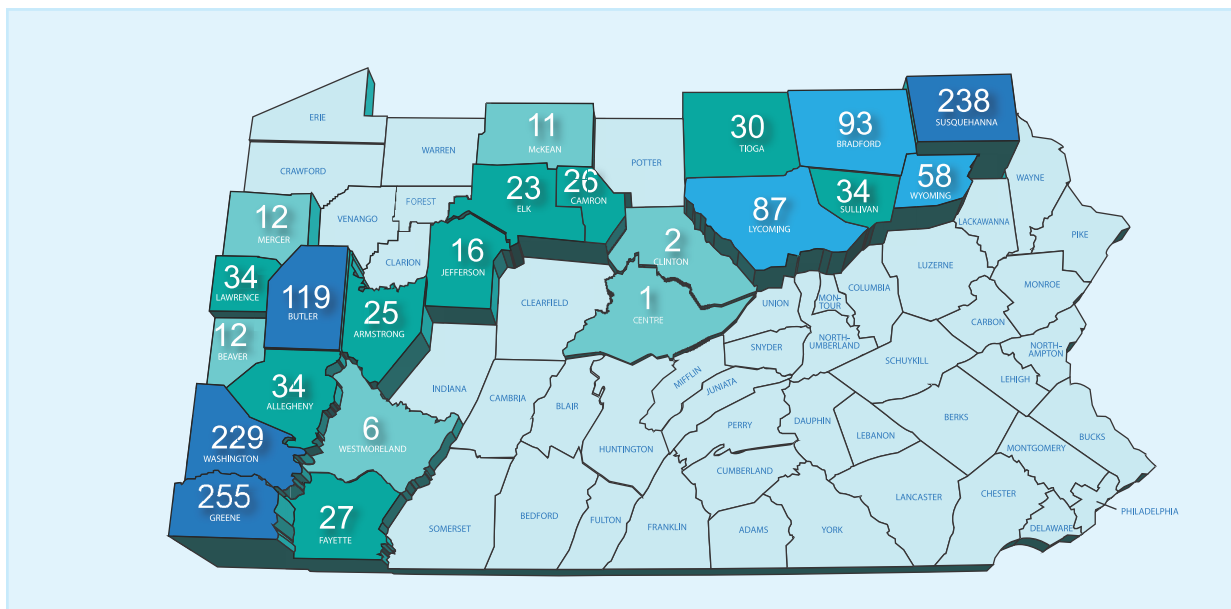 238
SUSQUEHANNA
11
McKEAN
30
TIOGA
93
BRADFORD
ERIE
WARREN
POTTER
CRAWFORD
23
ELK
26
CAMRON
34
SULLIVAN
58
WYOMING
WAYNE
12
MERCER
VENANGO
FOREST
87
LYCOMING
LACKAWANNA
PIKE
16
JEFFERSON
2
CLINTON
CLARION
LUZERNE
34
LAWRENCE
119
BUTLER
25
ARMSTRONG
CLEARFIELD
1
CENTRE
UNION
MON-
TOUR
COLUMBIA
MONROE
CARBON
12
BEAVER
SNYDER
NORTH-
UMBERLAND
SCHUYKILL
NORTH-
AMPTON
LEHIGH
34
ALLEGHENY
INDIANA
CAMBRIA
BLAIR
MIFFLIN
JUNIATA
6
WESTMORELAND
HUNTINGTON
PERRY
DAUPHIN
LEBANON
BERKS
BUCKS
MONTGOMERY
229
WASHINGTON
CUMBERLAND
255
GREENE
27
FAYETTE
SOMERSET
BEDFORD
FULTON
FRANKLIN
ADAMS
YORK
LANCASTER
CHESTER
DELAWARE
PHILADELPHIA